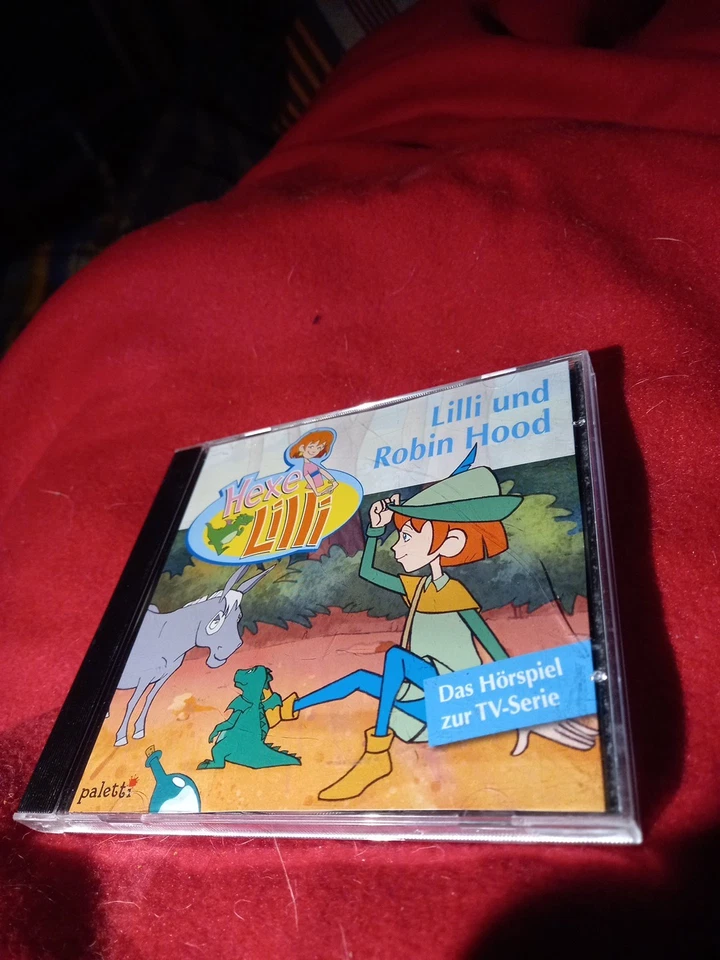 Lilli und
Robin Hood
Hexe
Lilli
Das Hörspiel
zur TV-Serie
paletti